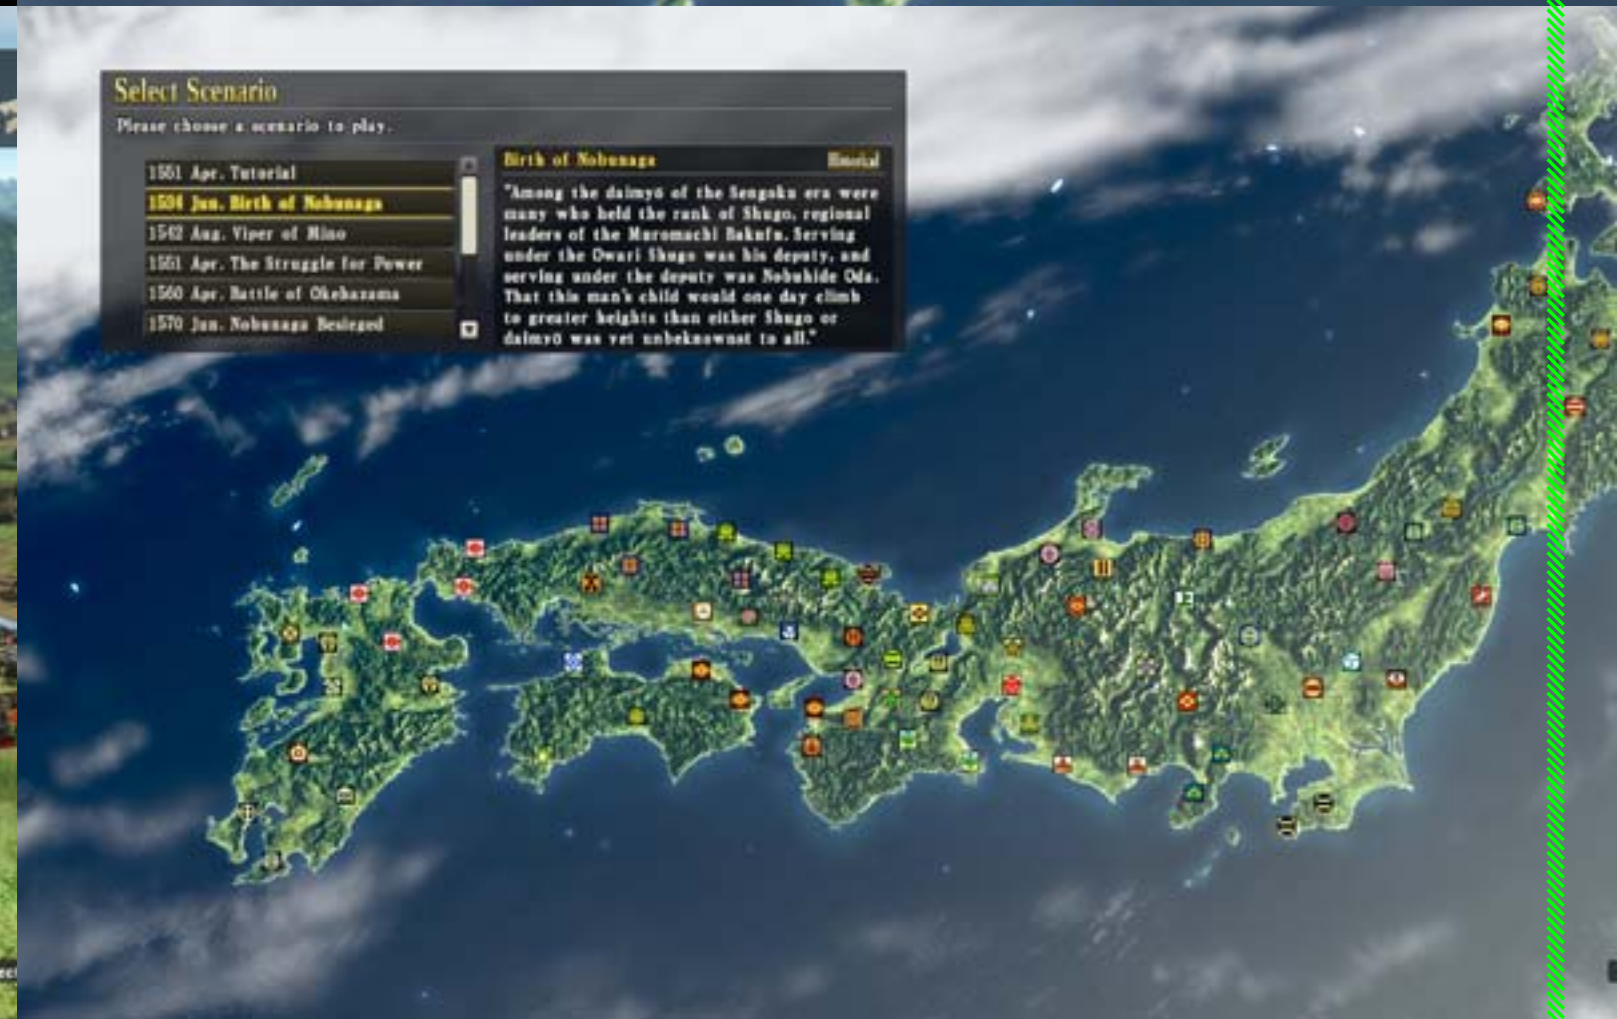 Select Scenario
Please choose a scenario to play.
1551 Apr. Tutorial
1534 Jun. Birth of Nobunaga
1542 Aug. Viper of Mino
1551 Apr. The Struggle for Power
1560 Apr. Battle of Okehazama
1570 Jan. Nobunaga Besieged
Birth of Nobunaga
Historical
"Among the daimyō of the Sengoku era were
many who held the rank of Shugo, regional
leaders of the Muromachi Bakufu. Serving
under the Owari Shugo was his deputy, and
serving under the deputy was Nobuhide Oda.
That this man's child would one day climb
to greater heights than either Shugo or
daimyō was yet unbeknownst to all."